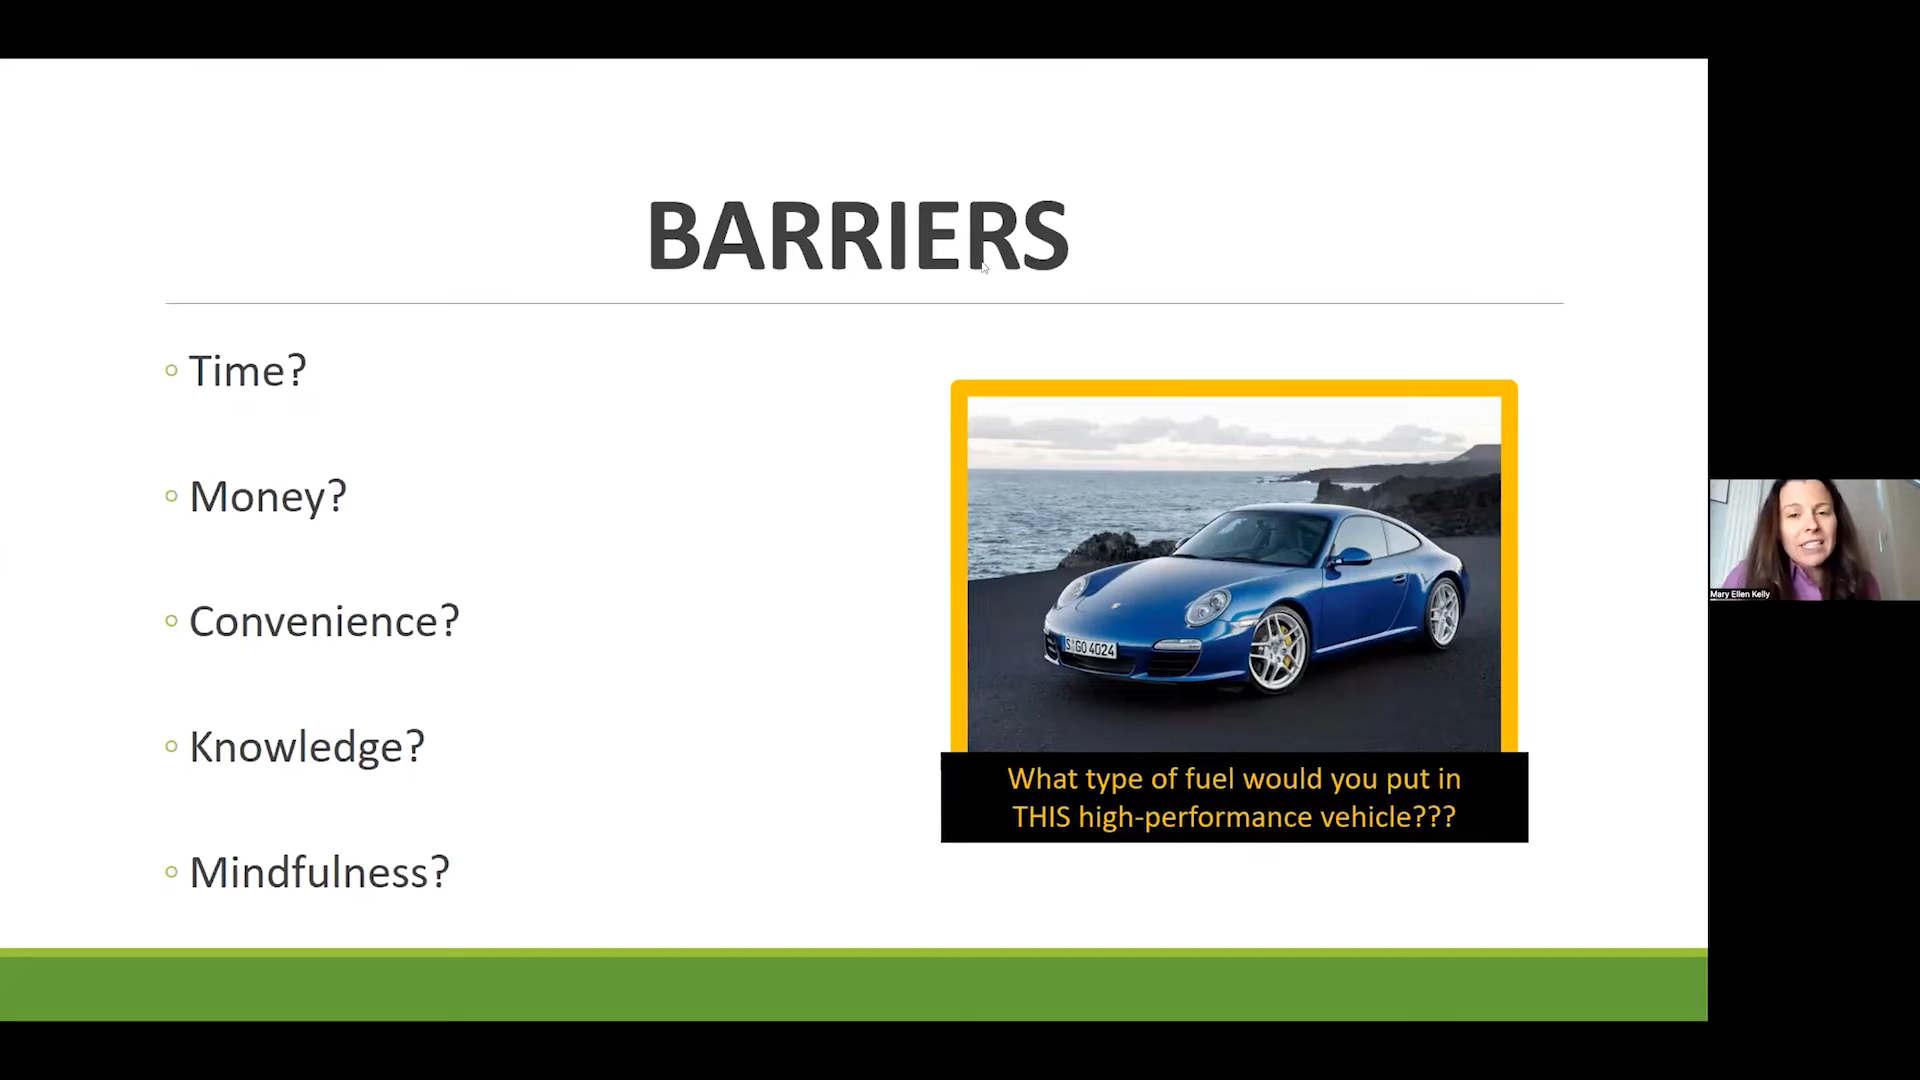 BARRIERS
Time?
Money?
Convenience?
Knowledge?
Mindfulness?
S GO 4024
What type of fuel would you put in
THIS high-performance vehicle???
Mary Ellen Kelly